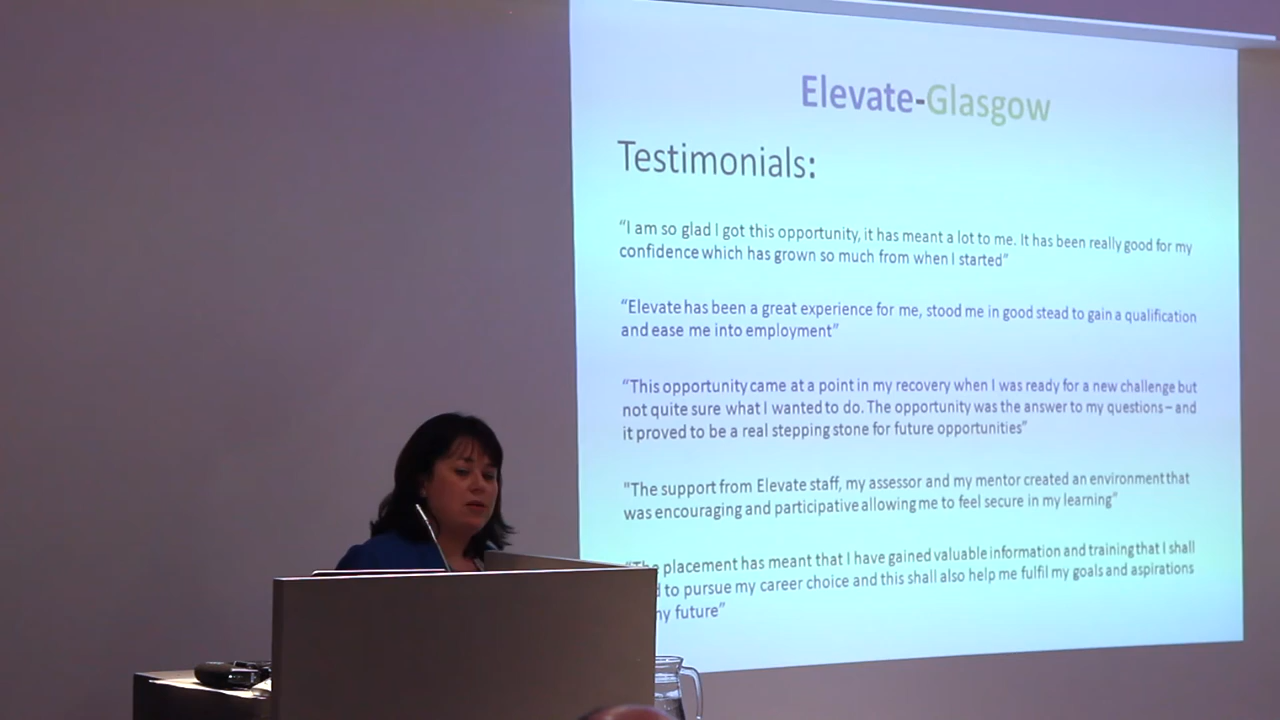 Elevate-Glasgow
Testimonials:
“I am so glad I got this opportunity, it has meant a lot to me. It has been really good for my
confidence which has grown so much from when I started”
“Elevate has been a great experience for me, stood me in good stead to gain a qualification
and ease me into employment”
“This opportunity came at a point in my recovery when I was ready for a new challenge but
not quite sure what I wanted to do. The opportunity was the answer to my questions – and
it proved to be a real stepping stone for future opportunities”
"The support from Elevate staff, my assessor and my mentor created an environment that
was encouraging and participative allowing me to feel secure in my learning”
“The placement has meant that I have gained valuable information and training that I shall
to pursue my career choice and this shall also help me fulfil my goals and aspirations
my future”